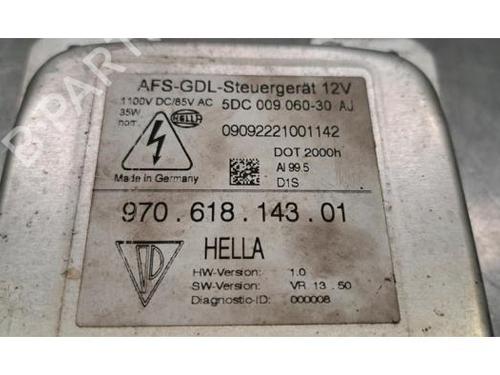 AFS-GDL-Steuergerät 12V
1100V DC/85V AC
5DC 009.060-30 AJ
35W
nom.
HELLA
09092221001142
DOT 2000h
Al 99.5
D1S
Made in Germany
970.618.143.01
HELLA
HW-Version: 1.0
SW-Version: VR 13.50
Diagnostic-ID: 000008